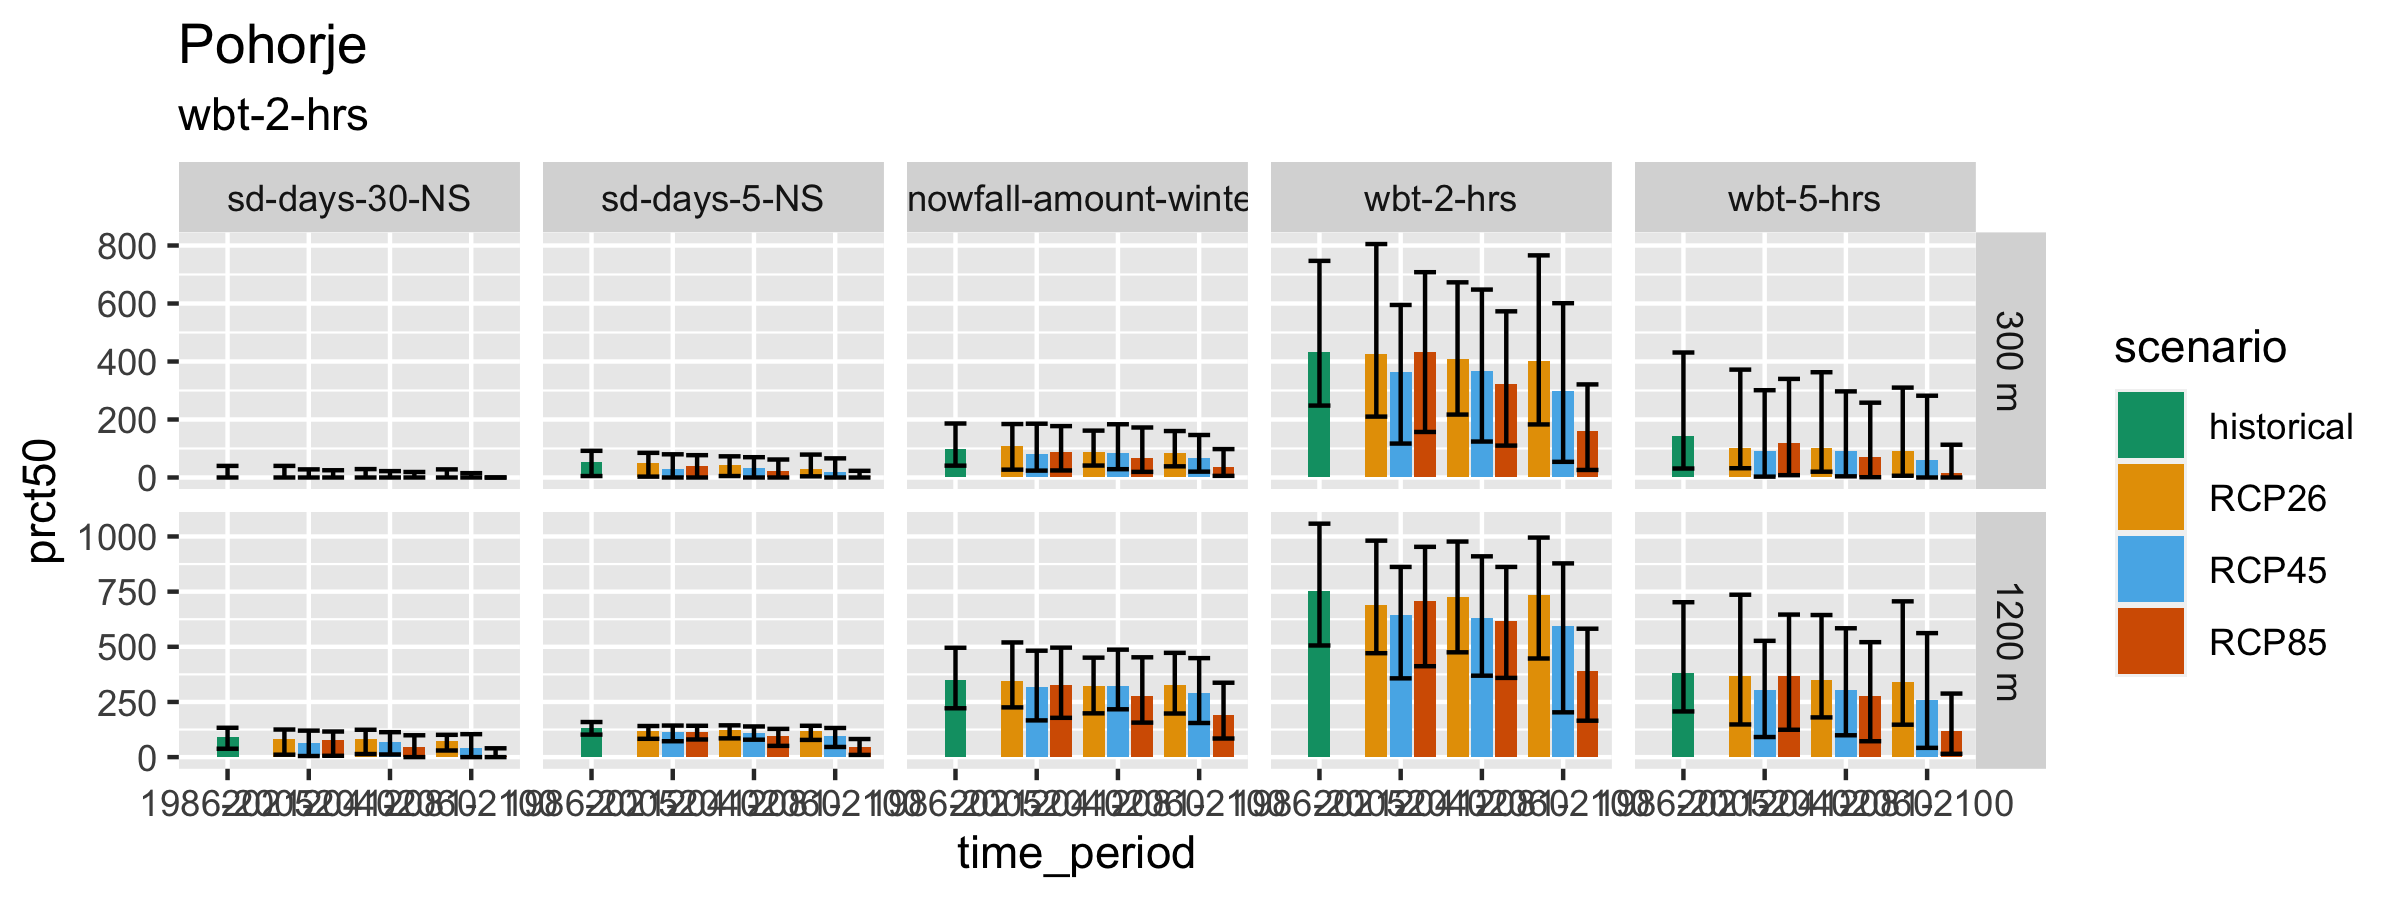 Pohorje
wbt-2-hrs
sd-days-30-NS
sd-days-5-NS
nowfall-amount-winte
wbt-2-hrs
wbt-5-hrs
800
600
400
200
0
300 m
1000
750
500
250
0
1200 m
prct50
time_period
scenario
historical
RCP26
RCP45
RCP85